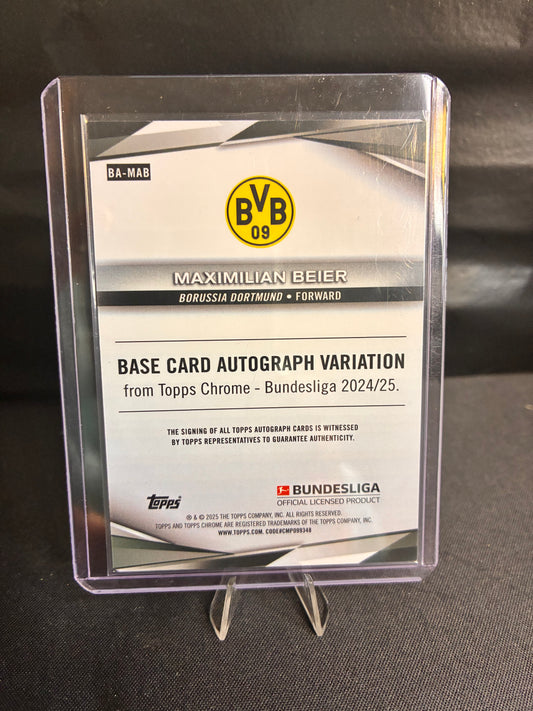 BA-MAB
BVB
09
MAXIMILIAN BEIER
BORUSSIA DORTMUND • FORWARD
BASE CARD AUTOGRAPH VARIATION
from Topps Chrome - Bundesliga 2024/25.
THE SIGNING OF ALL TOPPS AUTOGRAPH CARDS IS WITNESSED
BY TOPPS REPRESENTATIVES TO GUARANTEE AUTHENTICITY.
topps
BUNDESLIGA
OFFICIAL LICENSED PRODUCT
® & © 2025 THE TOPPS COMPANY, INC. ALL RIGHTS RESERVED.
TOPPS AND TOPPS CHROME ARE REGISTERED TRADEMARKS OF THE TOPPS COMPANY, INC.
WWW.TOPPS.COM. CODE#CMP099348